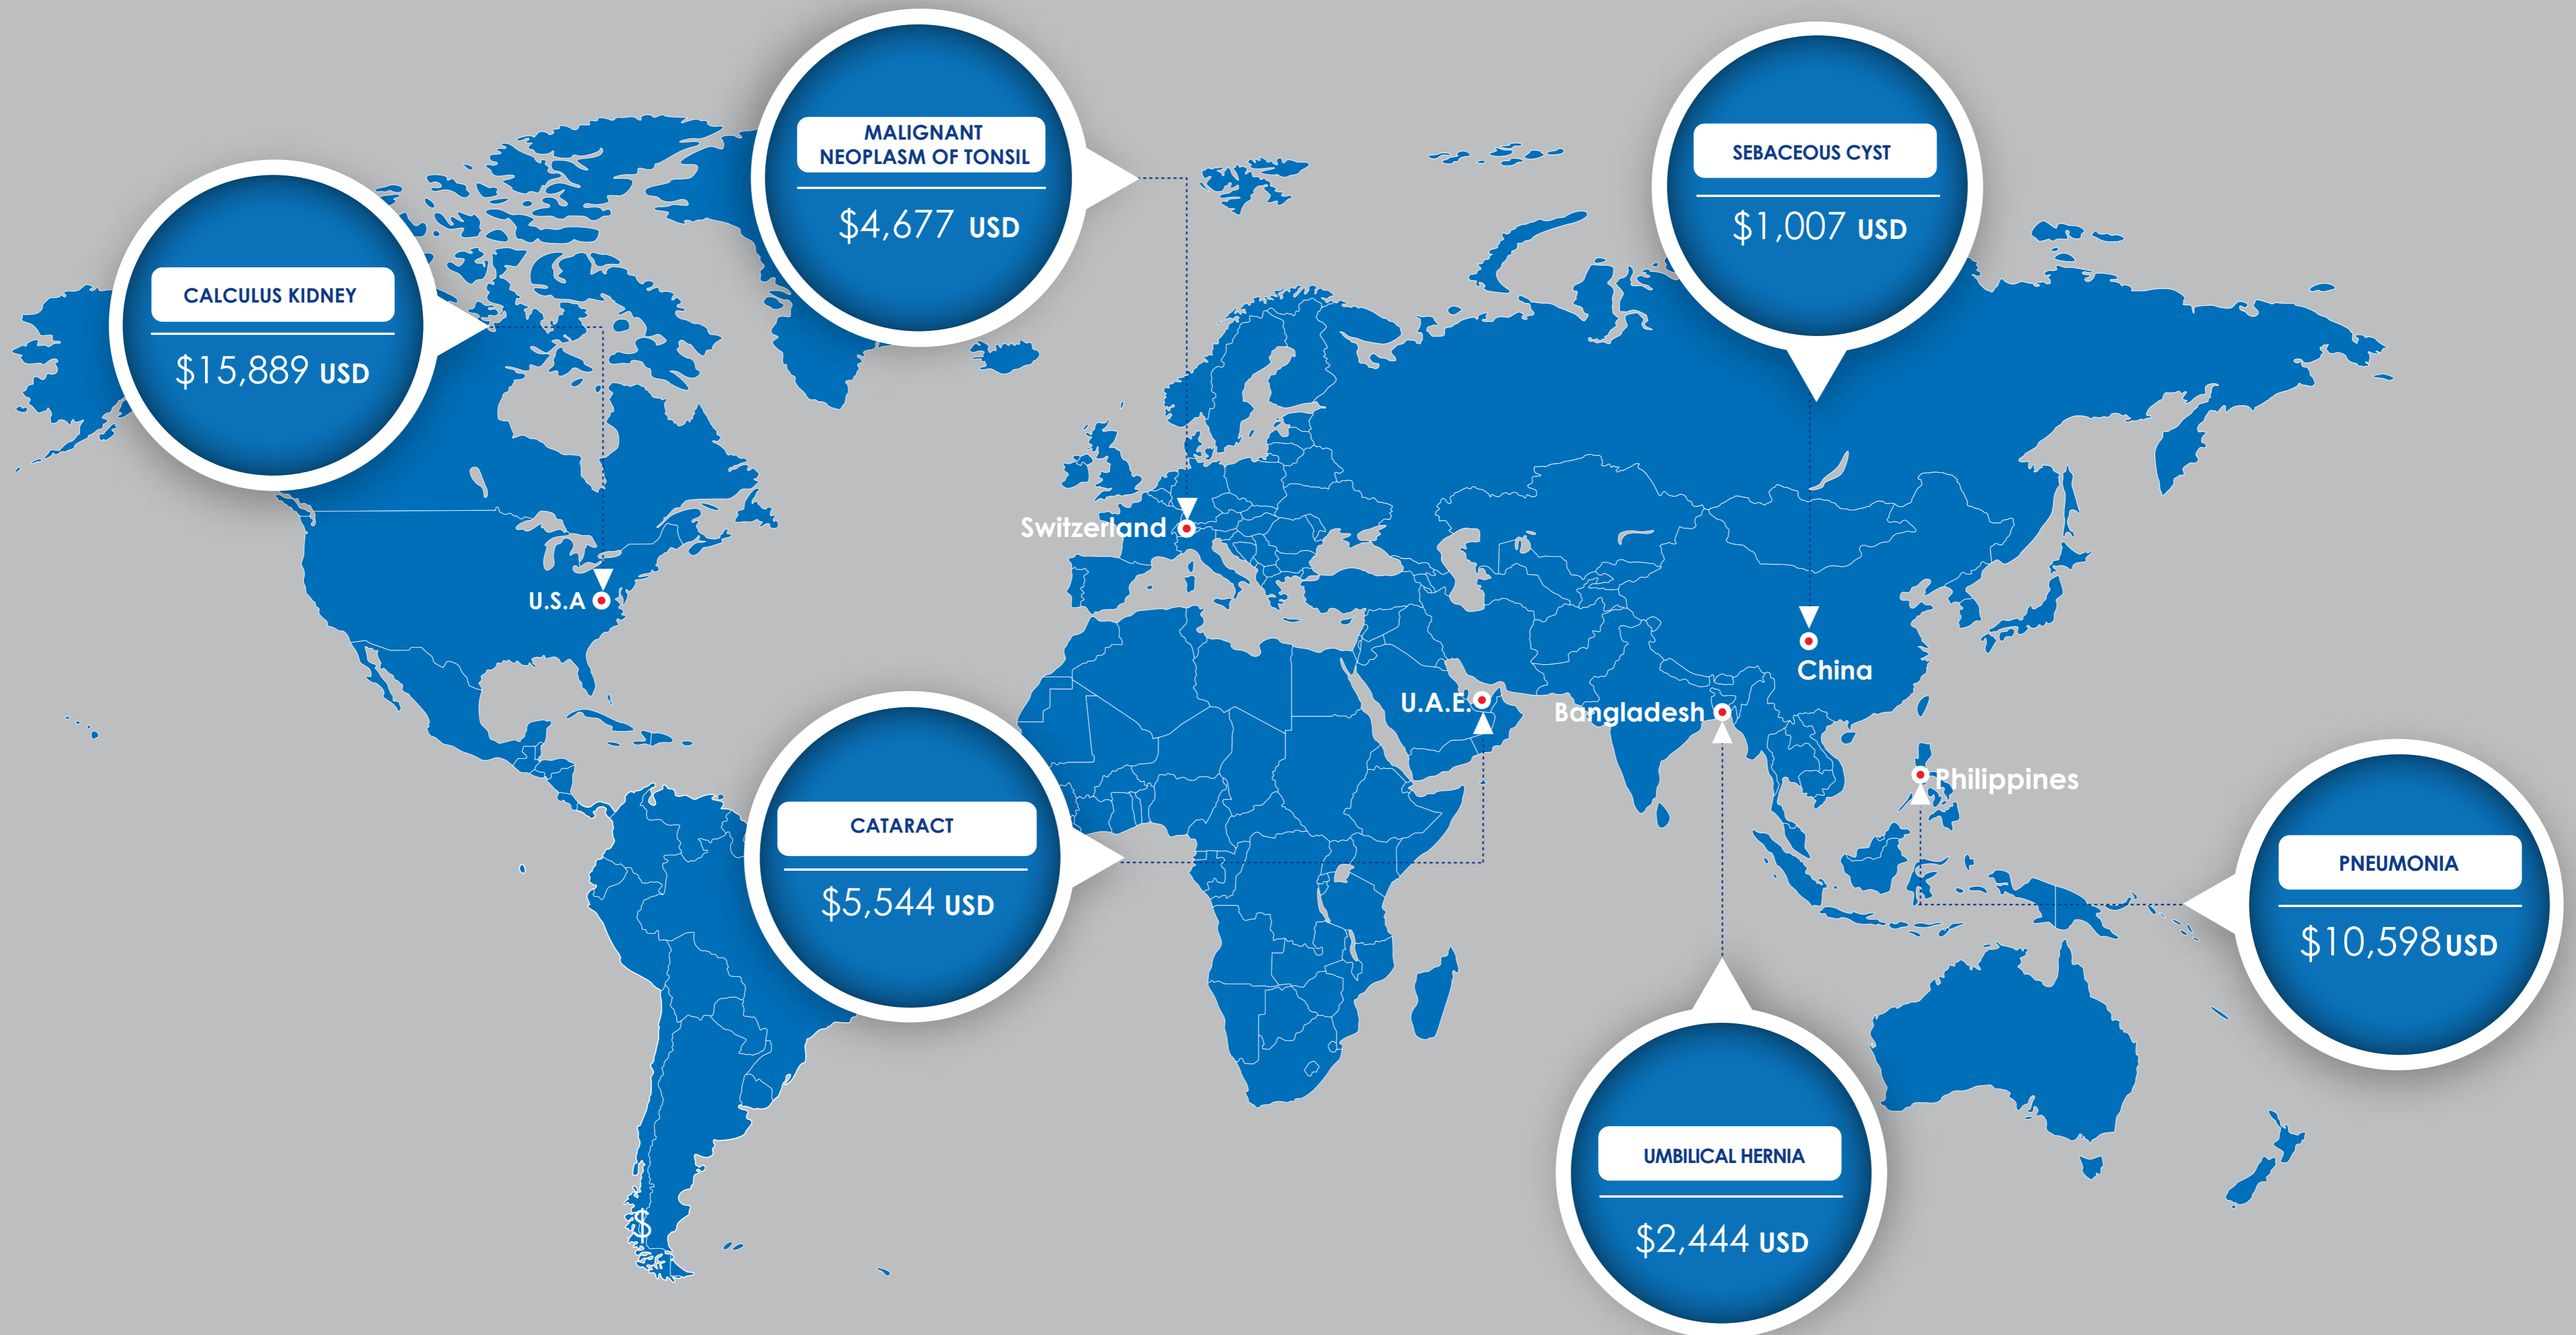 MALIGNANT
NEOPLASM OF TONSIL
$4,677 USD
SEBACEOUS CYST
$1,007 USD
CALCULUS KIDNEY
$15,889 USD
Switzerland
U.S.A
China
U.A.E.
Bangladesh
Philippines
CATARACT
$5,544 USD
PNEUMONIA
$10,598 USD
UMBILICAL HERNIA
$2,444 USD
$